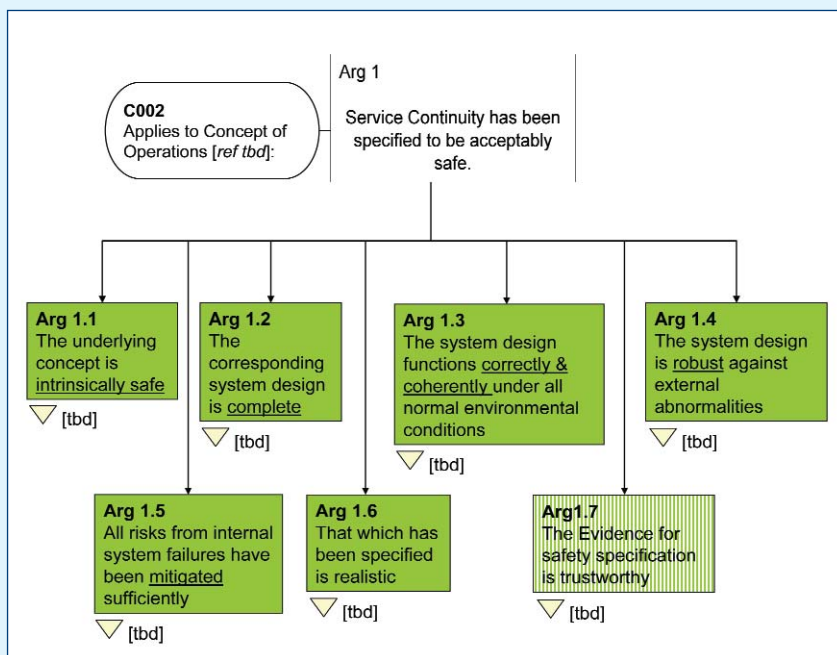 Arg 1
C002
Applies to Concept of
Operations [ref tbd]:
Service Continuity has been
specified to be acceptably
safe.
Arg 1.1
The underlying
concept is
intrinsically safe
[tbd]
Arg 1.2
The
corresponding
system design
is complete
[tbd]
Arg 1.3
The system design
functions correctly &
coherently under all
normal environmental
conditions
[tbd]
Arg 1.4
The system design
is robust against
external
abnormalities
[tbd]
Arg 1.5
All risks from internal
system failures have
been mitigated
sufficiently
[tbd]
Arg 1.6
That which has
been specified
is realistic
[tbd]
Arg1.7
The Evidence for
safety specification
is trustworthy
[tbd]